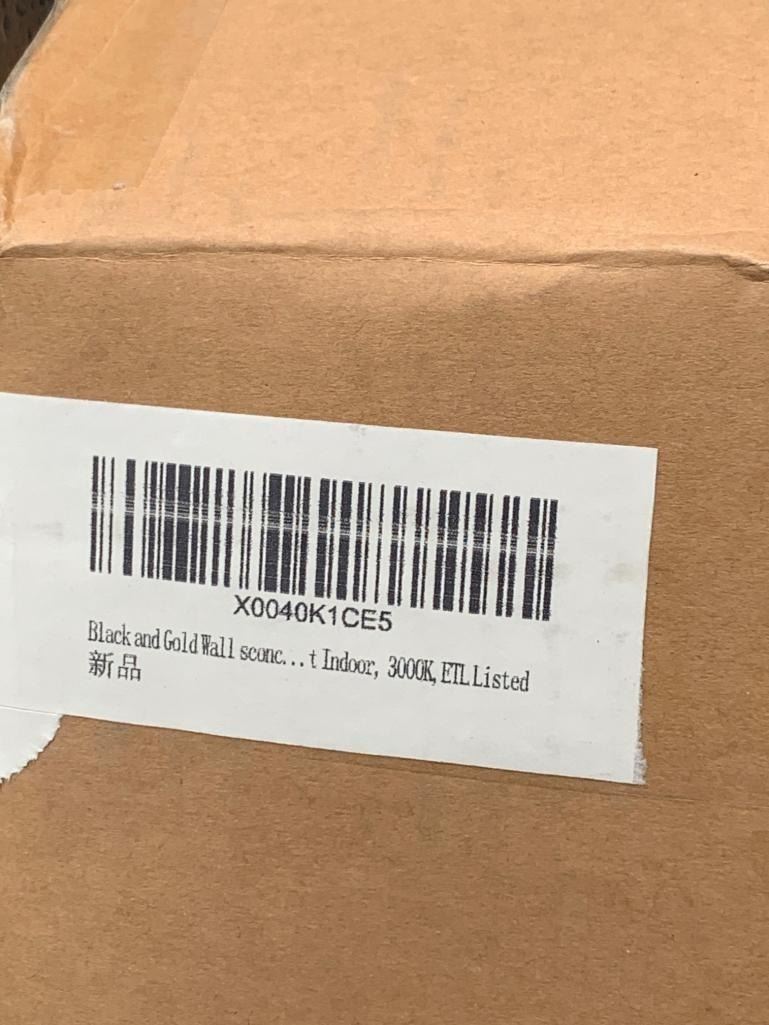 X0040K1CE5
Black and Gold Wall sconc...t Indoor, 3000K, ETL Listed
新品